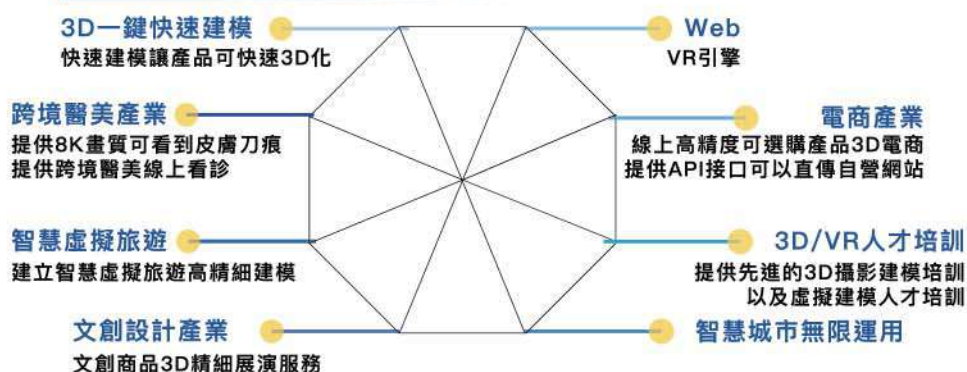 3D一鍵快速建模
快速建模讓產品可快速3D化
Web
VR引擎
跨境醫美產業
提供8K畫質可看到皮膚刀痕
提供跨境醫美線上看診
電商產業
線上高精度可選購產品3D電商
提供API接口可以直傳自營網站
智慧虛擬旅遊
建立智慧虛擬旅遊高精細建模
3D/VR人才培訓
提供先進的3D攝影建模培訓
以及虛擬建模人才培訓
文創設計產業
文創商品3D精細展演服務
智慧城市無限運用